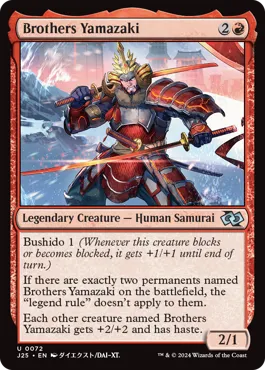 Brothers Yamazaki 2
Legendary Creature — Human Samurai
Bushido 1 (Whenever this creature blocks
or becomes blocked, it gets +1/+1 until end
of turn.)
If there are exactly two permanents named
Brothers Yamazaki on the battlefield, the
“legend rule” doesn’t apply to them.
Each other creature named Brothers
Yamazaki gets +2/+2 and has haste.
2/1
U 0072
J25 • EN ダイエクスト/DAI-XT.
™ & © 2024 Wizards of the Coast